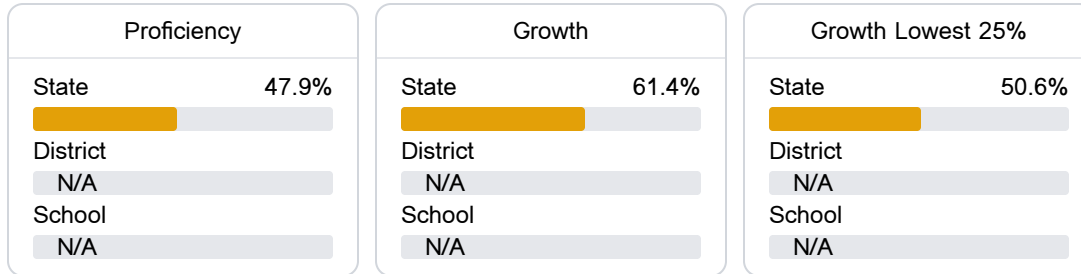 Proficiency
State 47.9%
District
N/A
School
N/A
Growth
State 61.4%
District
N/A
School
N/A
Growth Lowest 25%
State 50.6%
District
N/A
School
N/A